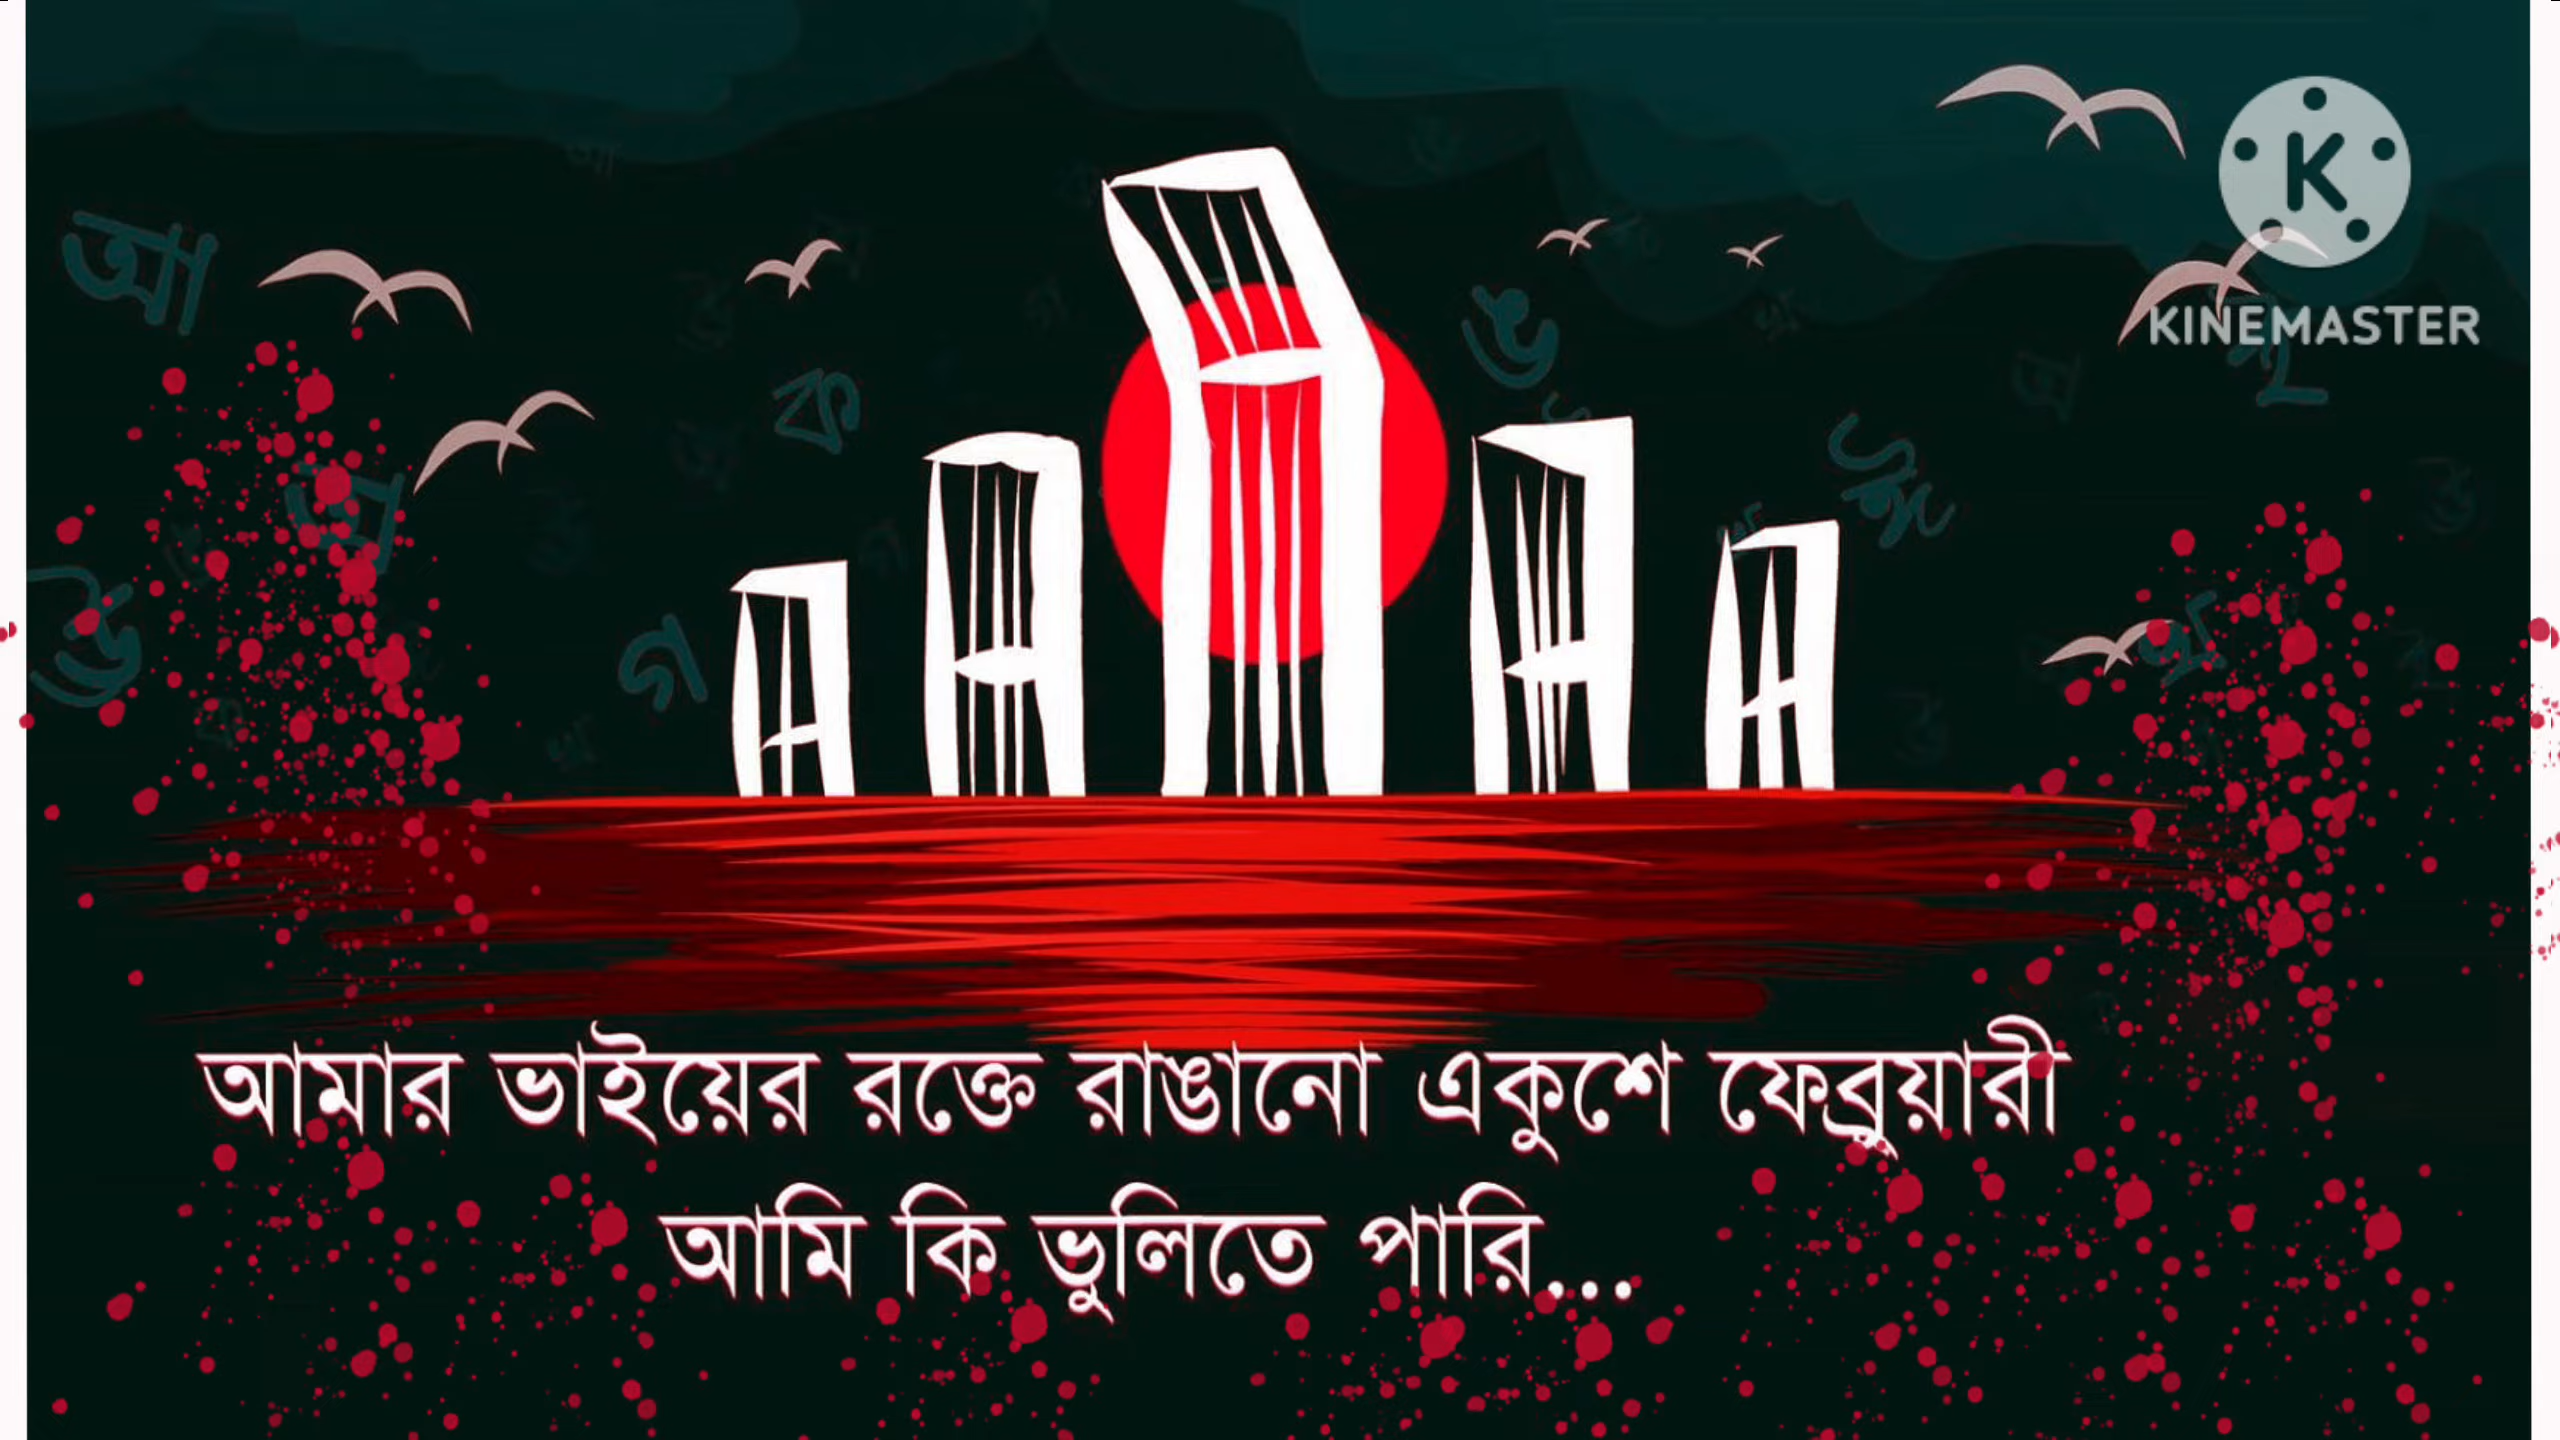 K
KINEMASTER
আ
ক
ঙ
গ
আমার ভাইয়ের রক্তে রাঙানো একুশে ফেব্রুয়ারী
আমি কি ভুলিতে পারি...